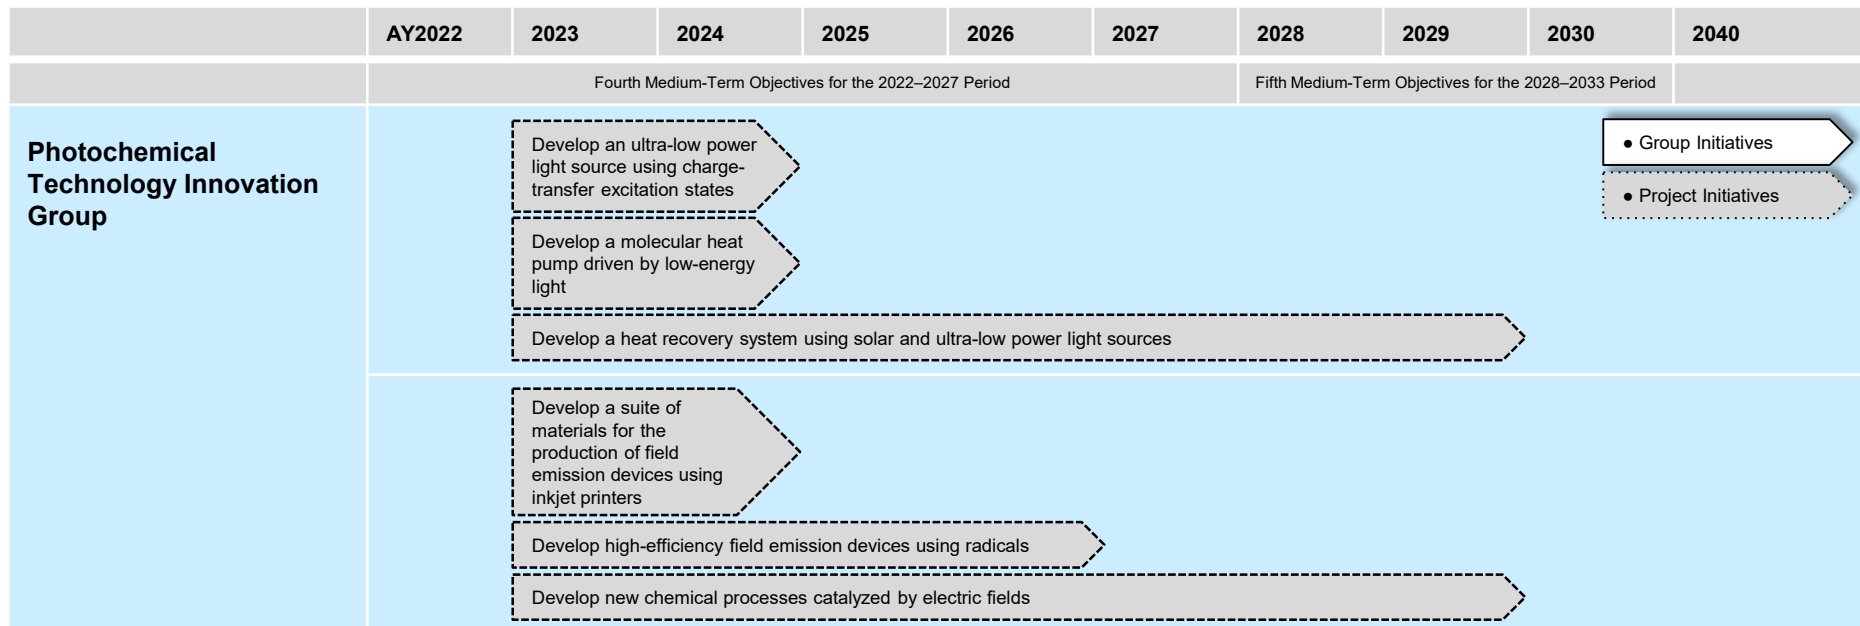 AY2022 2023 2024 2025 2026 2027 2028 2029 2030 2040
Fourth Medium-Term Objectives for the 2022–2027 Period
Fifth Medium-Term Objectives for the 2028–2033 Period
Photochemical
Technology Innovation
Group
Develop an ultra-low power
light source using charge-
transfer excitation states
Develop a molecular heat
pump driven by low-energy
light
Develop a heat recovery system using solar and ultra-low power light sources
● Group Initiatives
● Project Initiatives
Develop a suite of
materials for the
production of field
emission devices using
inkjet printers
Develop high-efficiency field emission devices using radicals
Develop new chemical processes catalyzed by electric fields